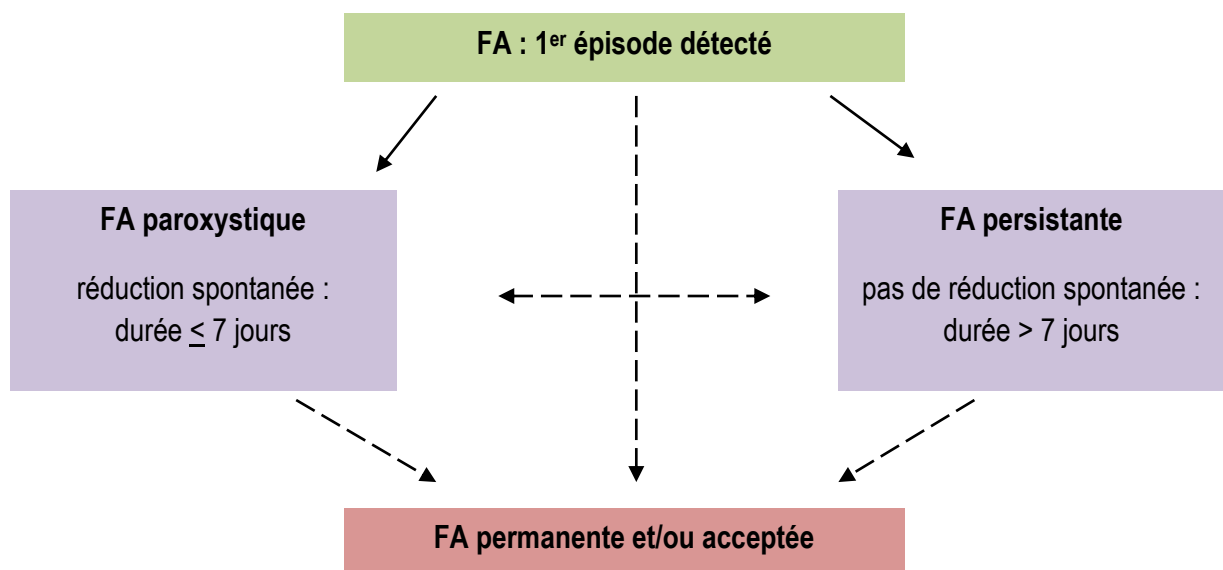 FA : 1er épisode détecté
FA paroxystique
réduction spontanée :
durée ≤ 7 jours
FA persistante
pas de réduction spontanée :
durée > 7 jours
FA permanente et/ou acceptée